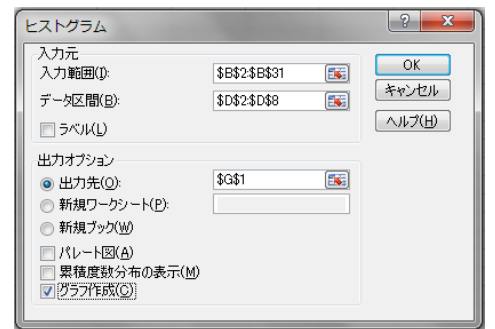 ヒストグラム
入力元
入力範囲(I):
$B$2:$B$31
データ区間(B):
$D$2:$D$8
ラベル(L)
出力オプション
出力先(O):
$G$1
新規ワークシート(P):
新規ブック(W)
パレート図(A)
累積度数分布の表示(M)
グラフ作成(C)
OK
キャンセル
ヘルプ(H)